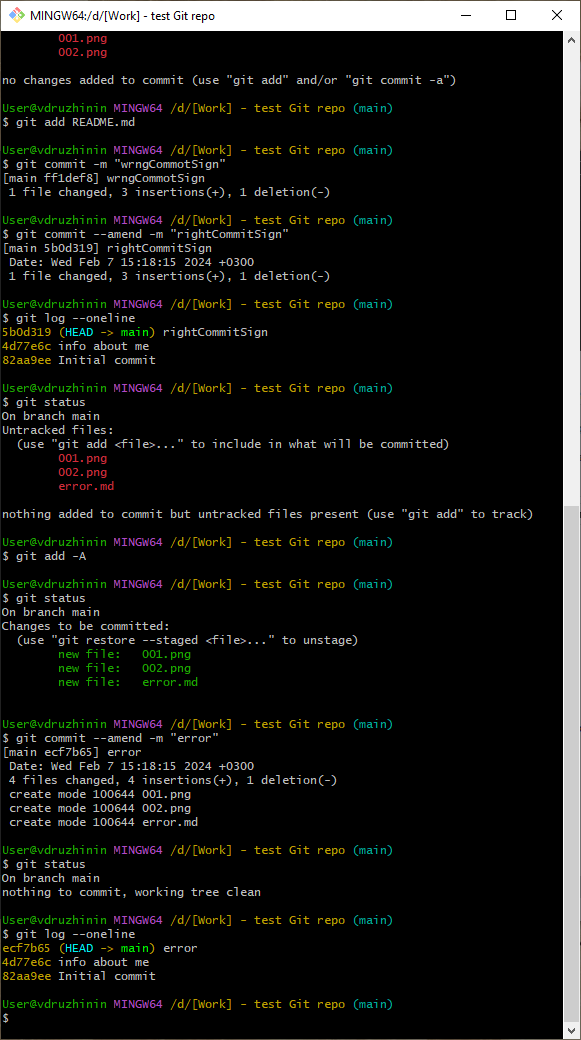 MINGW64:/d/[Work] - test Git repo
001.png
002.png
no changes added to commit (use "git add" and/or "git commit -a")
User@vdruzhinin MINGW64 /d/[Work] - test Git repo (main)
$ git add README.md
User@vdruzhinin MINGW64 /d/[Work] - test Git repo (main)
$ git commit -m "wrngCommotSign"
[main ff1def8] wrngCommotSign
1 file changed, 3 insertions(+), 1 deletion(-)
User@vdruzhinin MINGW64 /d/[Work] - test Git repo (main)
$ git commit --amend -m "rightCommitSign"
[main 5b0d319] rightCommitSign
Date: Wed Feb 7 15:18:15 2024 +0300
1 file changed, 3 insertions(+), 1 deletion(-)
User@vdruzhinin MINGW64 /d/[Work] - test Git repo (main)
$ git log --oneline
5b0d319 (HEAD -> main) rightCommitSign
4d77e6c info about me
82aa9ee Initial commit
User@vdruzhinin MINGW64 /d/[Work] - test Git repo (main)
$ git status
On branch main
Untracked files:
(use "git add <file>..." to include in what will be committed)
001.png
002.png
error.md
nothing added to commit but untracked files present (use "git add" to track)
User@vdruzhinin MINGW64 /d/[Work] - test Git repo (main)
$ git add -A
User@vdruzhinin MINGW64 /d/[Work] - test Git repo (main)
$ git status
On branch main
Changes to be committed:
(use "git restore --staged <file>..." to unstage)
new file:   001.png
new file:   002.png
new file:   error.md
User@vdruzhinin MINGW64 /d/[Work] - test Git repo (main)
$ git commit --amend -m "error"
[main ecf7b65] error
Date: Wed Feb 7 15:18:15 2024 +0300
4 files changed, 4 insertions(+), 1 deletion(-)
create mode 100644 001.png
create mode 100644 002.png
create mode 100644 error.md
User@vdruzhinin MINGW64 /d/[Work] - test Git repo (main)
$ git status
On branch main
nothing to commit, working tree clean
User@vdruzhinin MINGW64 /d/[Work] - test Git repo (main)
$ git log --oneline
ecf7b65 (HEAD -> main) error
4d77e6c info about me
82aa9ee Initial commit
User@vdruzhinin MINGW64 /d/[Work] - test Git repo (main)
$